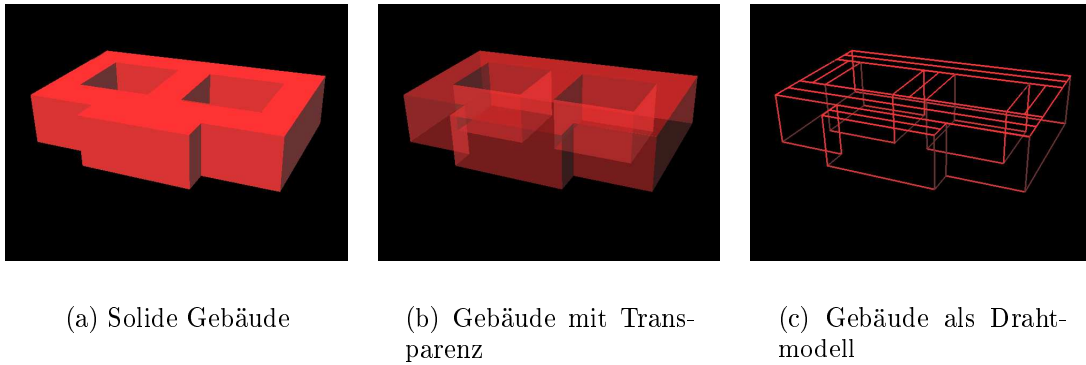 (a) Solide Gebäude
(b) Gebäude mit Trans-
parenz
(c) Gebäude als Draht-
modell